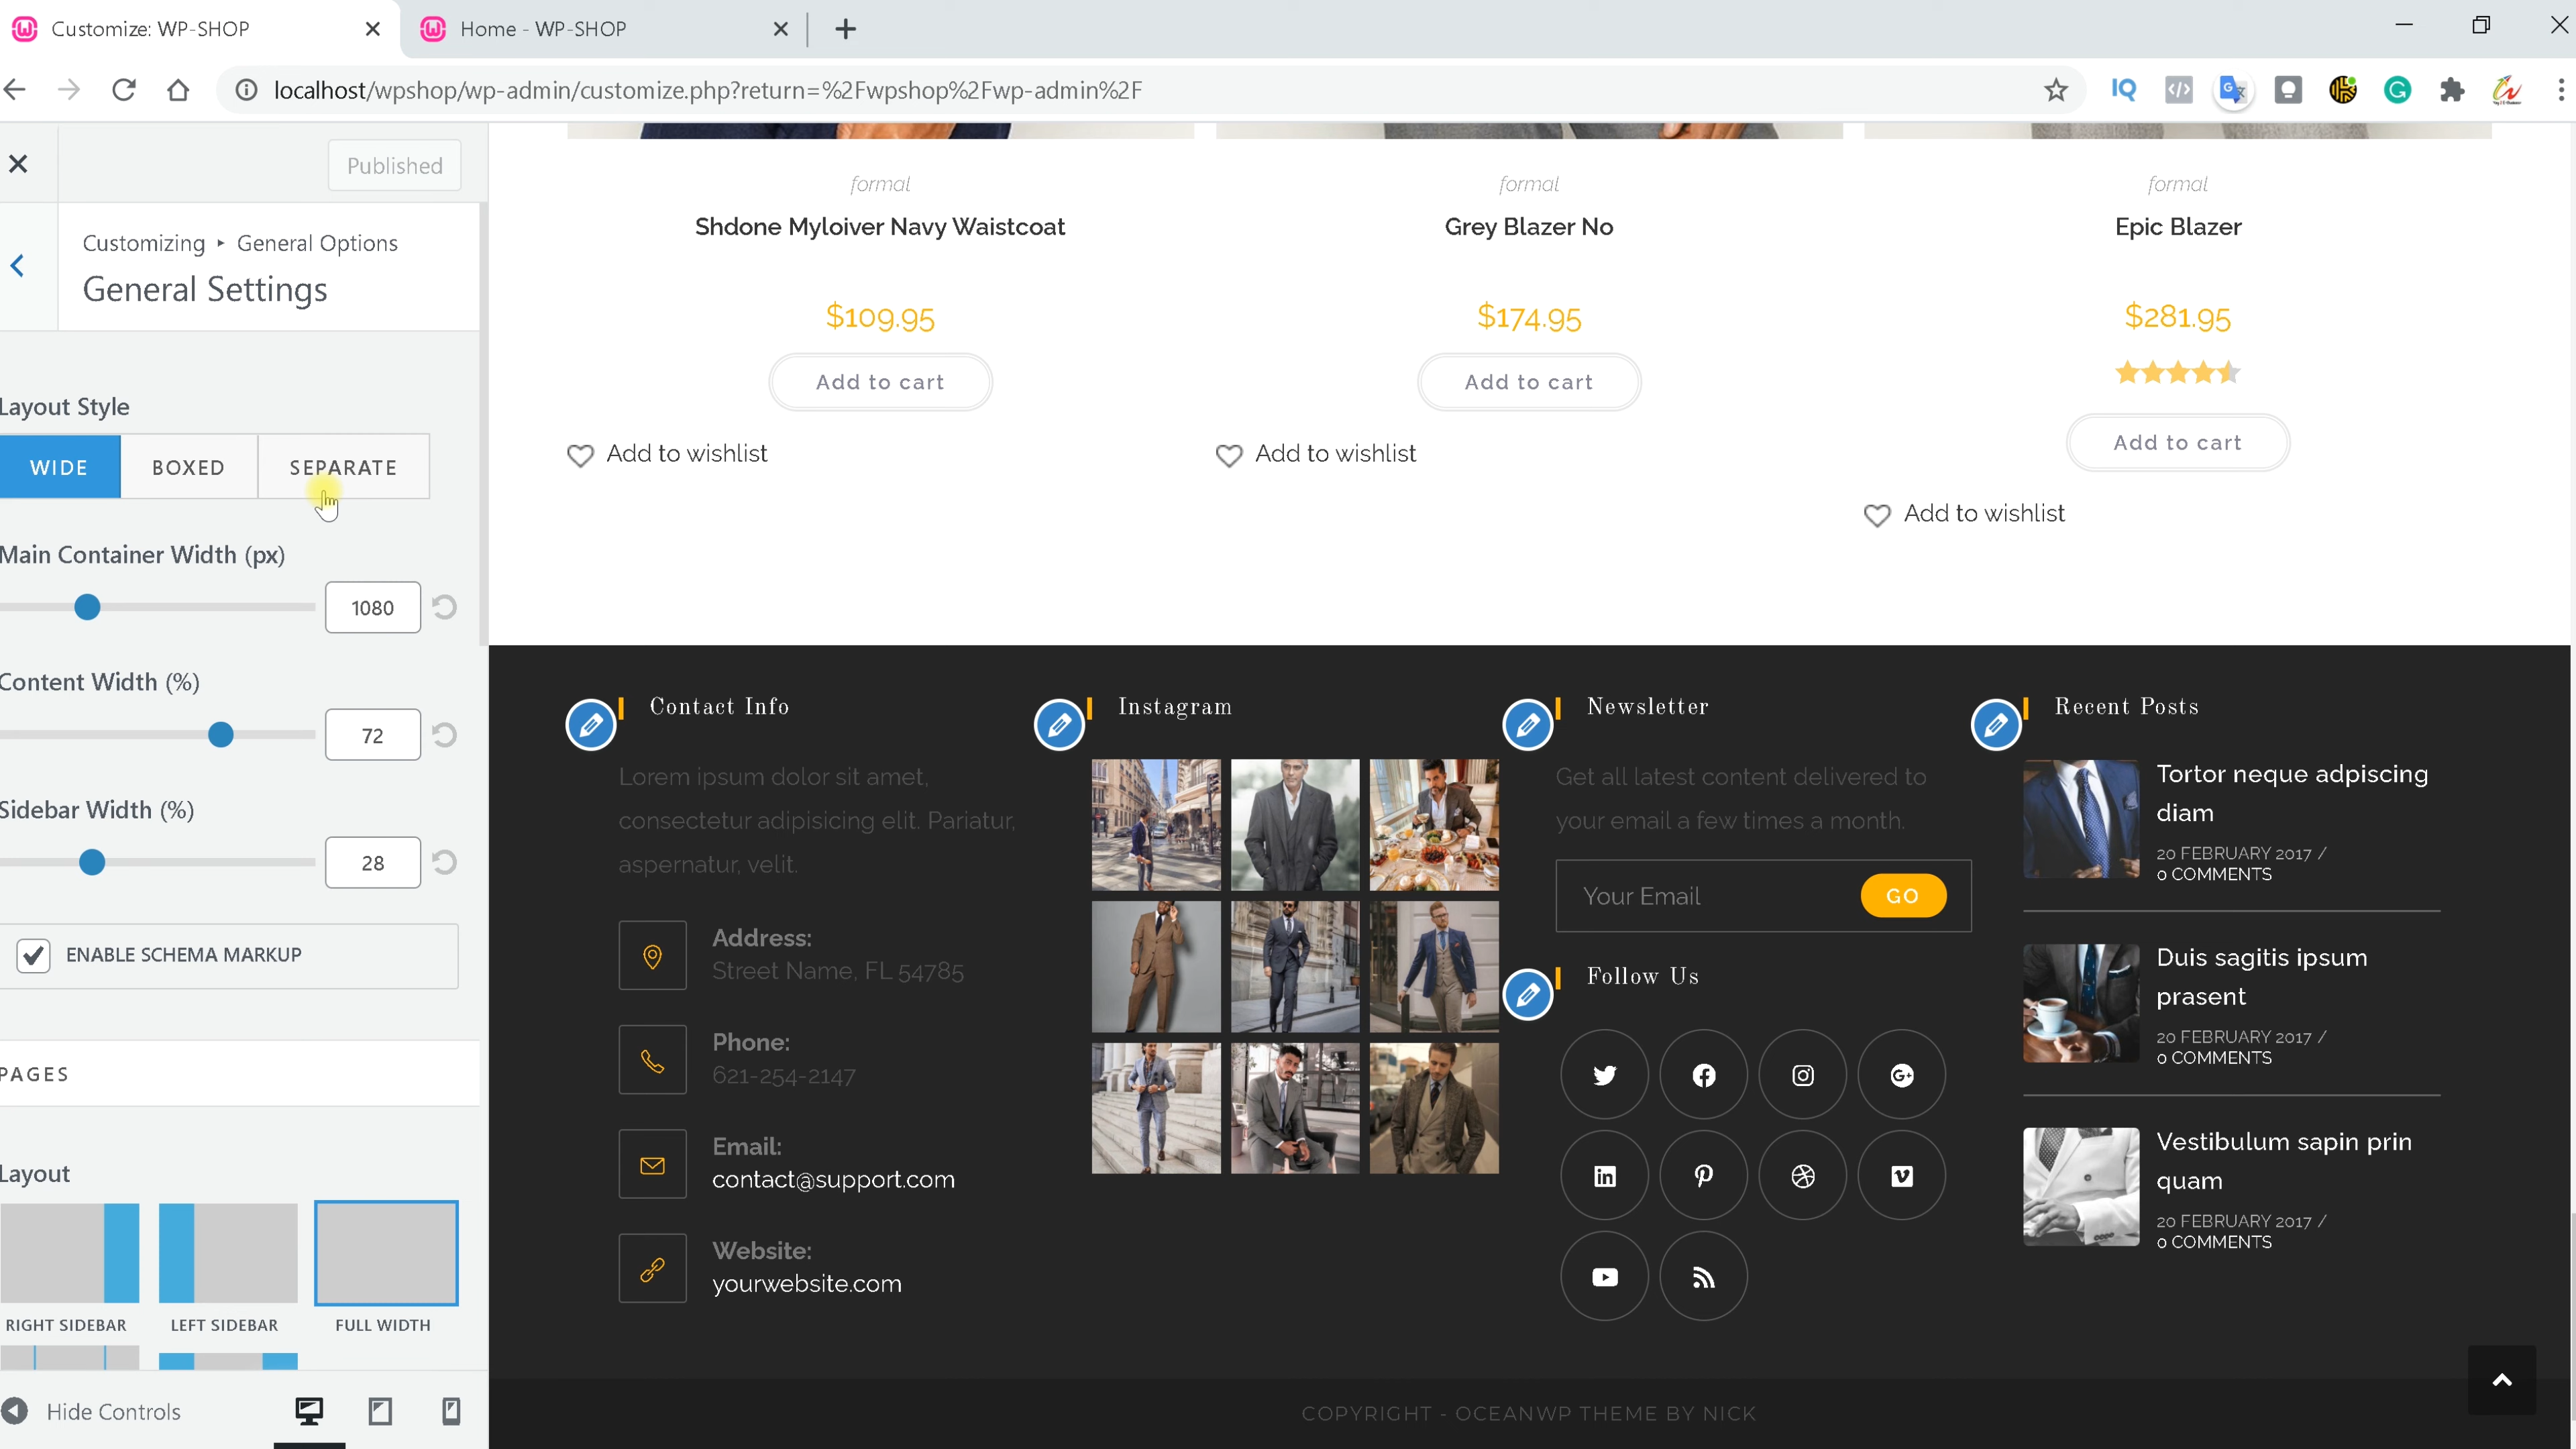 Customize: WP-SHOP
Home - WP-SHOP
localhost/wpshop/wp-admin/customize.php?return=%2Fwpshop%2Fwp-admin%2F
Published
Customizing ▸ General Options
General Settings
Layout Style
WIDE
BOXED
SEPARATE
Main Container Width (px)
1080
Content Width (%)
72
Sidebar Width (%)
28
ENABLE SCHEMA MARKUP
PAGES
Layout
RIGHT SIDEBAR
LEFT SIDEBAR
FULL WIDTH
Hide Controls
formal
Shdone Myloiver Navy Waistcoat
$109.95
Add to cart
Add to wishlist
formal
Grey Blazer No
$174.95
Add to cart
Add to wishlist
formal
Epic Blazer
$281.95
Add to cart
Add to wishlist
Contact Info
Lorem ipsum dolor sit amet,
consectetur adipisicing elit. Pariatur,
aspernatur, velit.
Address:
Street Name, FL 54785
Phone:
621-254-2147
Email:
contact@support.com
Website:
yourwebsite.com
Instagram
Newsletter
Get all latest content delivered to
your email a few times a month.
Your Email
GO
Follow Us
Recent Posts
Tortor neque adpiscing
diam
20 FEBRUARY 2017 /
0 COMMENTS
Duis sagitis ipsum
prasent
20 FEBRUARY 2017 /
0 COMMENTS
Vestibulum sapin prin
quam
20 FEBRUARY 2017 /
0 COMMENTS
COPYRIGHT - OCEANWP THEME BY NICK